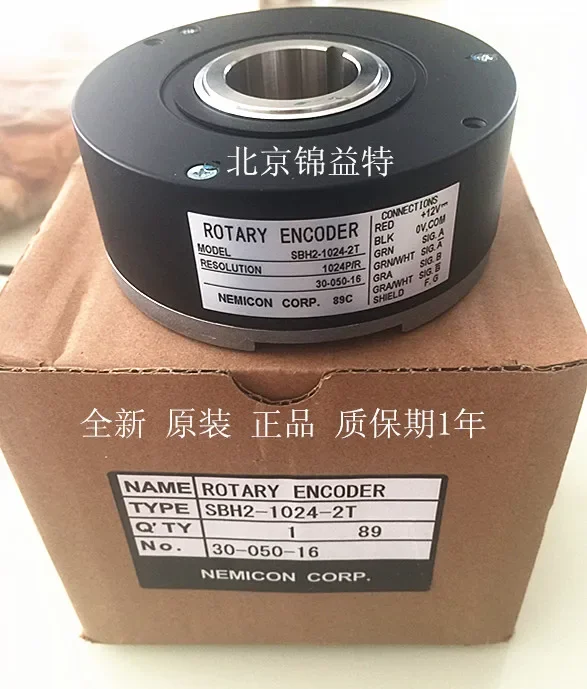 北京锦益特
ROTARY ENCODER
MODEL SBH2-1024-2T
RESOLUTION 1024P/R
30-050-16
NEMICON CORP. 89C
CONNECTIONS
RED +12V
BLK 0V,COM
GRN SIG. A
GRN/WHT SIG. A̅
GRA SIG. B
GRA/WHT SIG. B̅
SHIELD F.G
全新 原装 正品 质保期1年
NAME ROTARY ENCODER
TYPE SBH2-1024-2T
Q'TY 1 89
No. 30-050-16
NEMICON CORP.